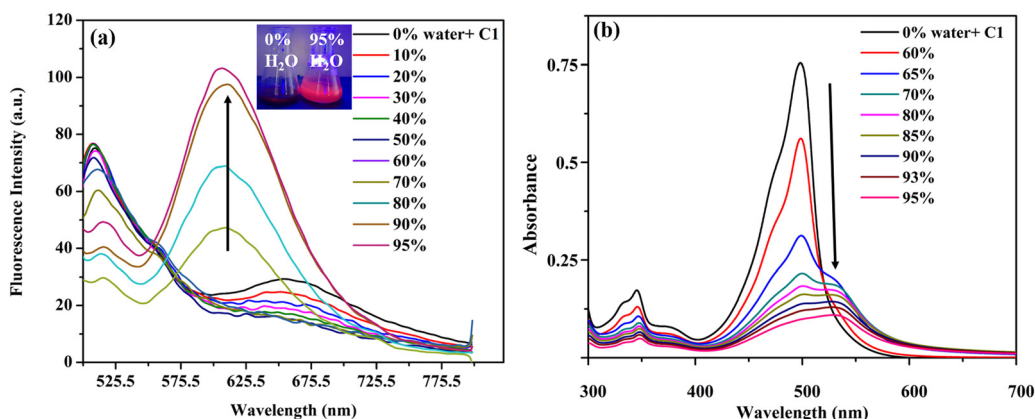 (a)
0% 95%
H2O H2O
0% water+ C1
10%
20%
30%
40%
50%
60%
70%
80%
90%
95%
120
100
80
60
40
20
0
Fluorescence Intensity (a.u.)
525.5 575.5 625.5 675.5 725.5 775.5
Wavelength (nm)
(b)
0% water+ C1
60%
65%
70%
80%
85%
90%
93%
95%
0.75
0.5
0.25
0
Absorbance
300 400 500 600 700
Wavelength (nm)